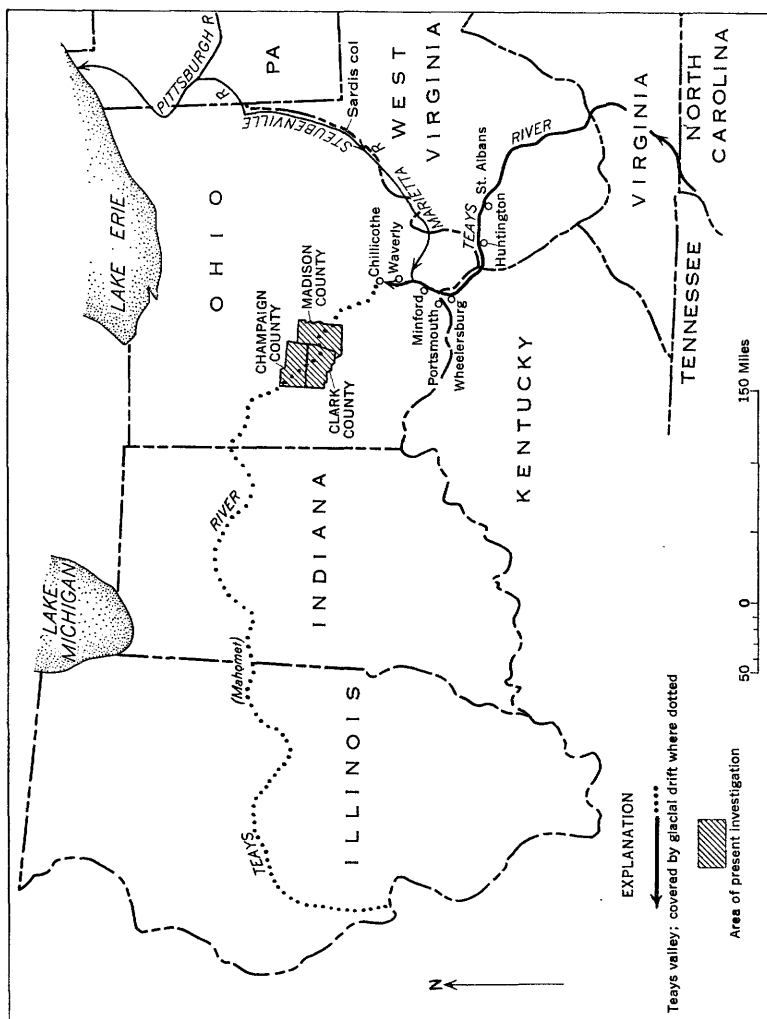 LAKE
MICHIGAN
LAKE ERIE
PITTSBURGH R
PA
OHIO
STEUBENVILLE R
Sardis col
CHAMPAIGN
COUNTY
MADISON
COUNTY
CLARK
COUNTY
Chillicothe
Waverly
MARIETTA R
WEST
VIRGINIA
Minford
Portsmouth
Wheelersburg
TEAYS
Huntington
St. Albans
RIVER
INDIANA
RIVER
(Mahomet)
ILLINOIS
TEAYS
KENTUCKY
VIRGINIA
TENNESSEE
NORTH
CAROLINA
N
EXPLANATION
Teays valley; covered by glacial drift where dotted
Area of present investigation
50 0 150 Miles